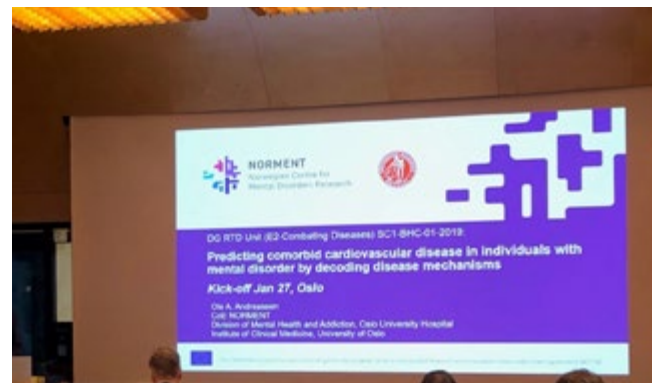 NORMENT
Norwegian Centre for
Mental Disorders Research
DG RTD Unit (E2-Combating Diseases) SC1-BHC-01-2019:
Predicting comorbid cardiovascular disease in individuals with
mental disorder by decoding disease mechanisms
Kick-off Jan 27, Oslo
Ole A. Andreassen
CoE NORMENT
Division of Mental Health and Addiction, Oslo University Hospital
Institute of Clinical Medicine, University of Oslo